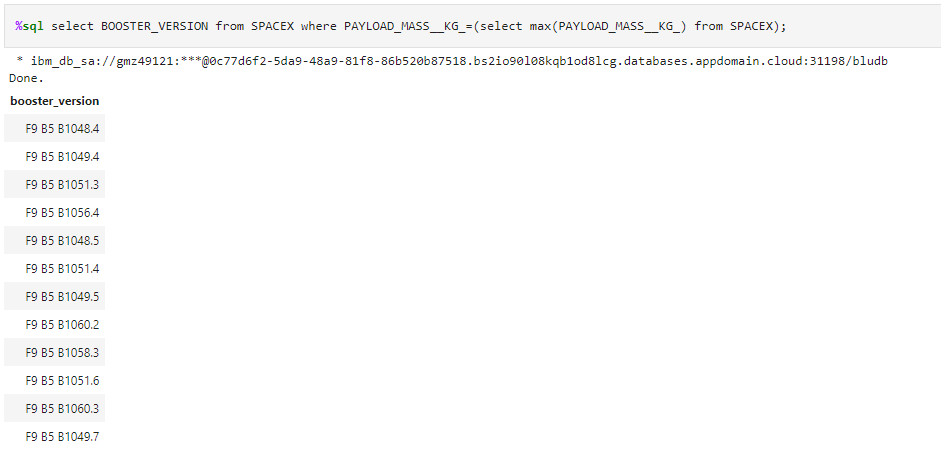 %sql select BOOSTER_VERSION from SPACEX where PAYLOAD_MASS__KG_=(select max(PAYLOAD_MASS__KG_) from SPACEX);
* ibm_db_sa://gmz49121:***@0c77d6f2-5da9-48a9-81f8-86b520b87518.bs2io90l08kqb1od8lcg.databases.appdomain.cloud:31198/bludb
Done.
booster_version
F9 B5 B1048.4
F9 B5 B1049.4
F9 B5 B1051.3
F9 B5 B1056.4
F9 B5 B1048.5
F9 B5 B1051.4
F9 B5 B1049.5
F9 B5 B1060.2
F9 B5 B1058.3
F9 B5 B1051.6
F9 B5 B1060.3
F9 B5 B1049.7